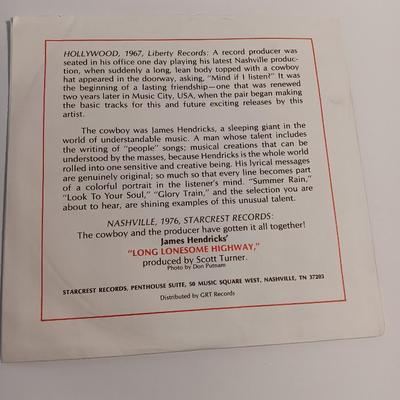 HOLLYWOOD, 1967, Liberty Records: A record producer was
seated in his office one day playing his latest Nashville produc-
tion, when suddenly a long, lean body topped with a cowboy
hat appeared in the doorway, asking, "Mind if I listen?" It was
the beginning of a lasting friendship—one that was renewed
two years later in Music City, USA, when the pair began making
the basic tracks for this and future exciting releases by this
artist.
The cowboy was James Hendricks, a sleeping giant in the
world of understandable music. A man whose talent includes
the writing of "people" songs; musical creations that can be
understood by the masses, because Hendricks is the whole world
rolled into one sensitive and creative being. His lyrical messages
are genuinely original; so much so that every line becomes part
of a colorful portrait in the listener's mind. "Summer Rain,"
"Look To Your Soul," "Glory Train," and the selection you are
about to hear, are shining examples of this unusual talent.
NASHVILLE, 1976, STARCREST RECORDS:
The cowboy and the producer have gotten it all together!
James Hendricks'
"LONG LONESOME HIGHWAY,"
produced by Scott Turner.
Photo by Don Putnam
STARCREST RECORDS, PENTHOUSE SUITE, 50 MUSIC SQUARE WEST, NASHVILLE, TN 37203
Distributed by GRT Records